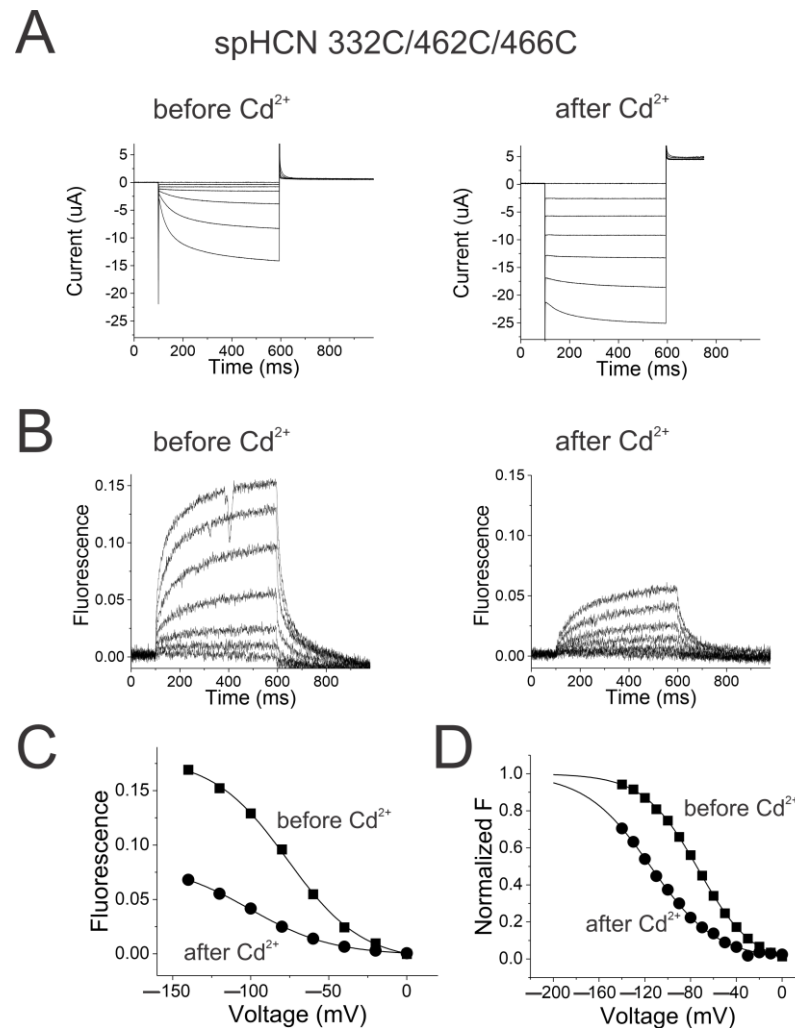 A
spHCN 332C/462C/466C
before Cd2+
after Cd2+
5
0
-5
-10
-15
-20
-25
Current (uA)
0 200 400 600 800
Time (ms)
5
0
-5
-10
-15
-20
-25
Current (uA)
0 200 400 600 800
Time (ms)
B
before Cd2+
after Cd2+
0.15
0.10
0.05
0.00
Fluorescence
0 200 400 600 800
Time (ms)
0.15
0.10
0.05
0.00
Fluorescence
0 200 400 600 800
Time (ms)
C
0.15
0.10
0.05
0.00
Fluorescence
before Cd2+
after Cd2+
—150 —100 —50 0
Voltage (mV)
D
1.0
0.8
0.6
0.4
0.2
0.0
Normalized F
before Cd2+
after Cd2+
—200 —160 —120 —80 —40 0
Voltage (mV)